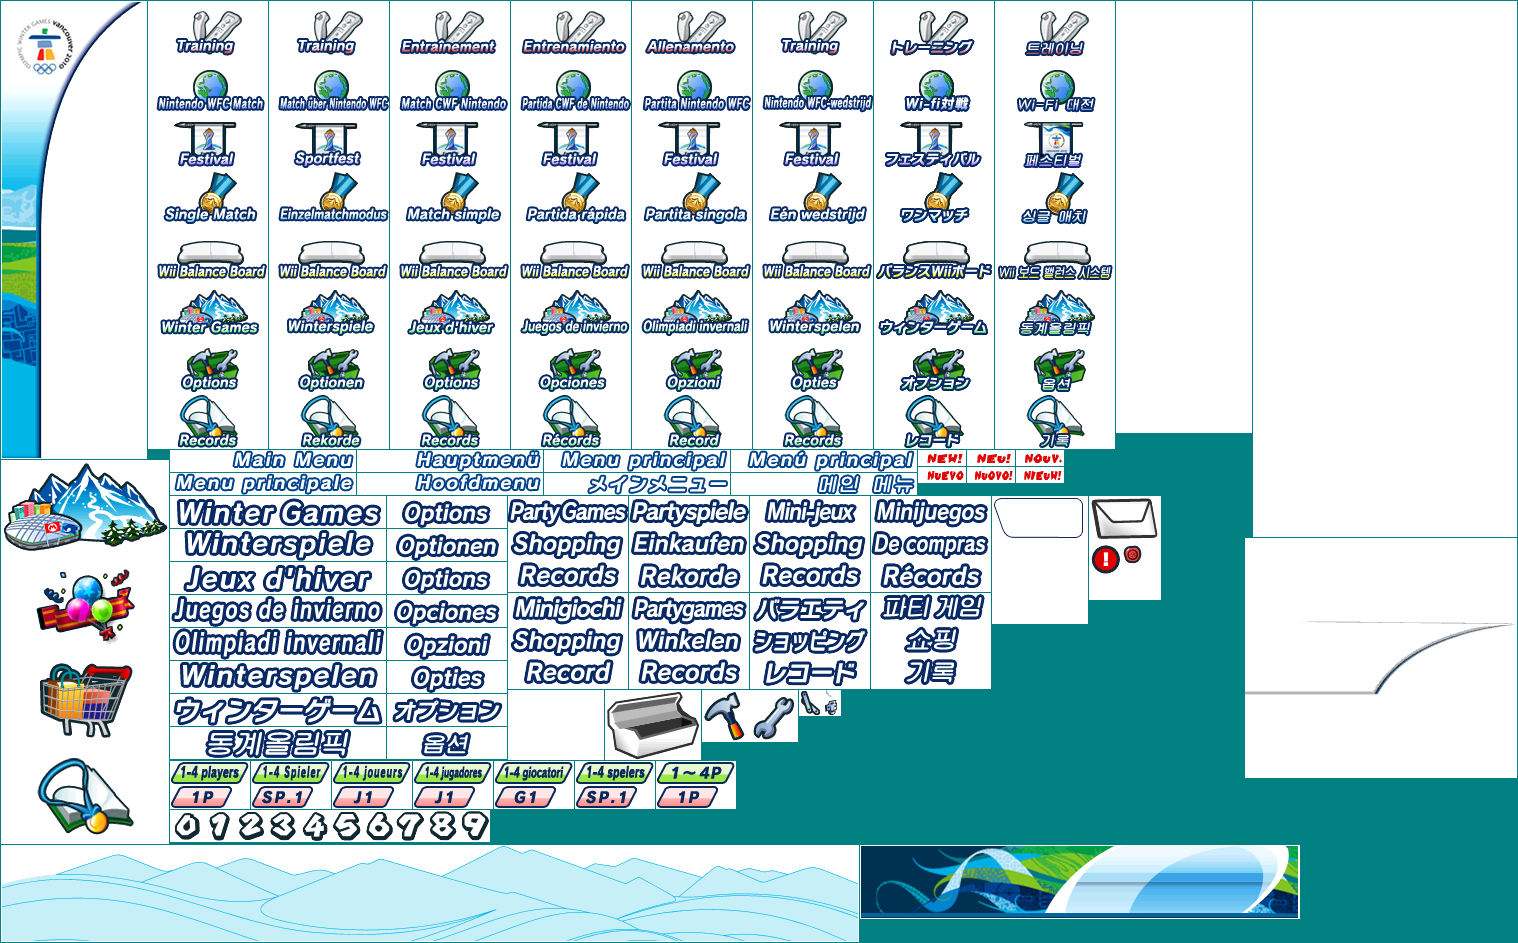 OLYMPIC WINTER GAMES vancouver 2010
Training Training Entraînement Entrenamiento Allenamento Training トレーニング 트레이닝
Nintendo WFC Match Match über Nintendo WFC Match CWF Nintendo Partida CWF de Nintendo Partita Nintendo WFC Nintendo WFC-wedstrijd Wi-fi対戦 Wi-Fi 대전
Festival Sportfest Festival Festival Festival Festival フェスティバル 페스티벌
Single Match Einzelmatchmodus Match simple Partida rápida Partita singola Eén wedstrijd ワンマッチ 싱글 매치
Wii Balance Board Wii Balance Board Wii Balance Board Wii Balance Board Wii Balance Board Wii Balance Board バランスWiiボード Wii 보드 밸런스 시스템
Winter Games Winterspiele Jeux d'hiver Juegos de invierno Olimpiadi invernali Winterspelen ウィンターゲーム 동계올림픽
Options Optionen Options Opciones Opzioni Opties オプション 옵션
Records Rekorde Records Récords Record Records レコード 기록
Main Menu Hauptmenü Menu principal Menú principal NEW! NEU! NOUV.
Menu principale Hoofdmenu メインメニュー 메인 메뉴 NUEVO NUOVO! NIEUW!
Winter Games Options Party Games Partyspiele Mini-jeux Minijuegos
Winterspiele Optionen Shopping Einkaufen Shopping De compras
Jeux d'hiver Options Records Rekorde Records Récords
Juegos de invierno Opciones Minigiochi Partygames バラエティ 파티 게임
Olimpiadi invernali Opzioni Shopping Winkelen ショッピング 쇼핑
Winterspelen Opties Record Records レコード 기록
ウィンターゲーム オプション
동계올림픽 옵션
1-4 players 1-4 Spieler 1-4 joueurs 1-4 jugadores 1-4 giocatori 1-4 spelers 1～4P
1P SP.1 J1 J1 G1 SP.1 1P
0 1 2 3 4 5 6 7 8 9